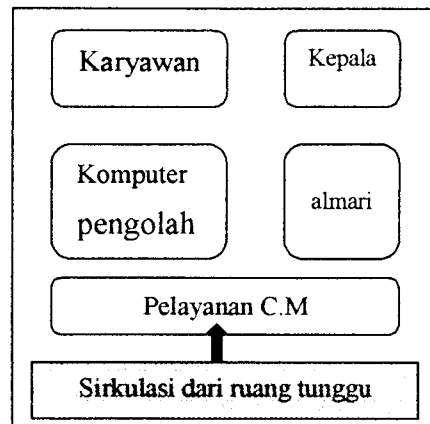 Karyawan
Kepala
Komputer
pengolah
almari
Pelayanan C.M
Sirkulasi dari ruang tunggu